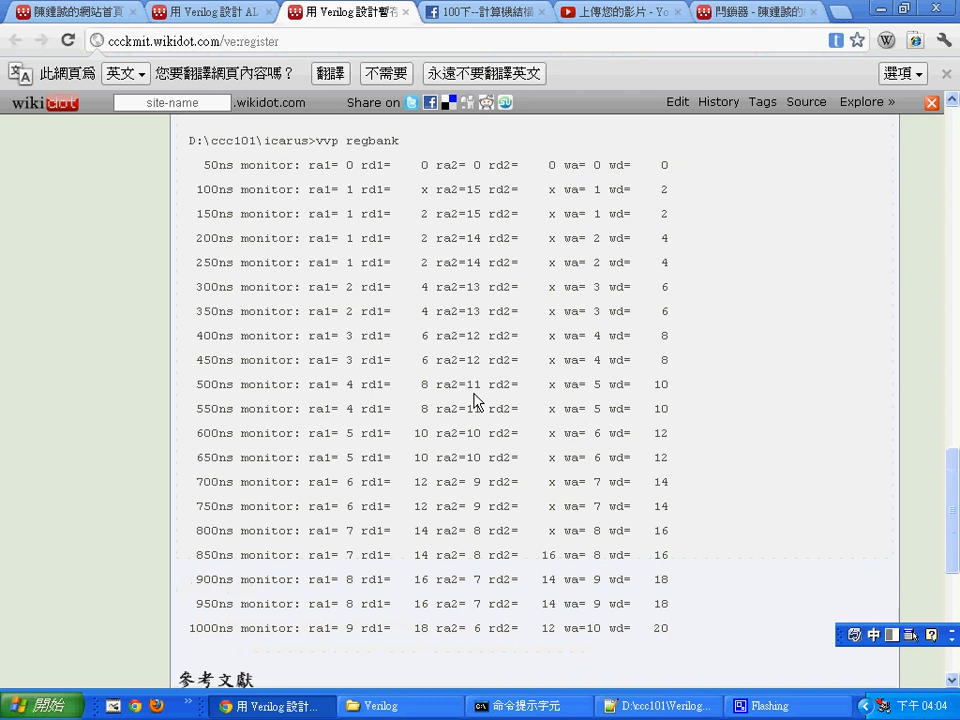 陳鍾誠的網站首頁
用 Verilog 設計 AL
用 Verilog 設計暫存
100下--計算機結構
上傳您的影片 - Yo
閂鎖器 - 陳鍾誠的
ccckmit.wikidot.com/ve:register
此網頁為 英文 您要翻譯網頁內容嗎？ 翻譯 不需要 永遠不要翻譯英文 選項
wikidot site-name .wikidot.com Share on Edit History Tags Source Explore »
D:\ccc101\icarus>vvp regbank
50ns monitor: ra1= 0 rd1= 0 ra2= 0 rd2= 0 wa= 0 wd= 0
100ns monitor: ra1= 1 rd1= x ra2=15 rd2= x wa= 1 wd= 2
150ns monitor: ra1= 1 rd1= 2 ra2=15 rd2= x wa= 1 wd= 2
200ns monitor: ra1= 1 rd1= 2 ra2=14 rd2= x wa= 2 wd= 4
250ns monitor: ra1= 1 rd1= 2 ra2=14 rd2= x wa= 2 wd= 4
300ns monitor: ra1= 2 rd1= 4 ra2=13 rd2= x wa= 3 wd= 6
350ns monitor: ra1= 2 rd1= 4 ra2=13 rd2= x wa= 3 wd= 6
400ns monitor: ra1= 3 rd1= 6 ra2=12 rd2= x wa= 4 wd= 8
450ns monitor: ra1= 3 rd1= 6 ra2=12 rd2= x wa= 4 wd= 8
500ns monitor: ra1= 4 rd1= 8 ra2=11 rd2= x wa= 5 wd= 10
550ns monitor: ra1= 4 rd1= 8 ra2=11 rd2= x wa= 5 wd= 10
600ns monitor: ra1= 5 rd1= 10 ra2=10 rd2= x wa= 6 wd= 12
650ns monitor: ra1= 5 rd1= 10 ra2=10 rd2= x wa= 6 wd= 12
700ns monitor: ra1= 6 rd1= 12 ra2= 9 rd2= x wa= 7 wd= 14
750ns monitor: ra1= 6 rd1= 12 ra2= 9 rd2= x wa= 7 wd= 14
800ns monitor: ra1= 7 rd1= 14 ra2= 8 rd2= x wa= 8 wd= 16
850ns monitor: ra1= 7 rd1= 14 ra2= 8 rd2= 16 wa= 8 wd= 16
900ns monitor: ra1= 8 rd1= 16 ra2= 7 rd2= 14 wa= 9 wd= 18
950ns monitor: ra1= 8 rd1= 16 ra2= 7 rd2= 14 wa= 9 wd= 18
1000ns monitor: ra1= 9 rd1= 18 ra2= 6 rd2= 12 wa=10 wd= 20
中
參考文獻
開始
用 Verilog 設計...
Verilog
命令提示字元
D:\ccc101\Verilog...
Flashing
下午 04:04